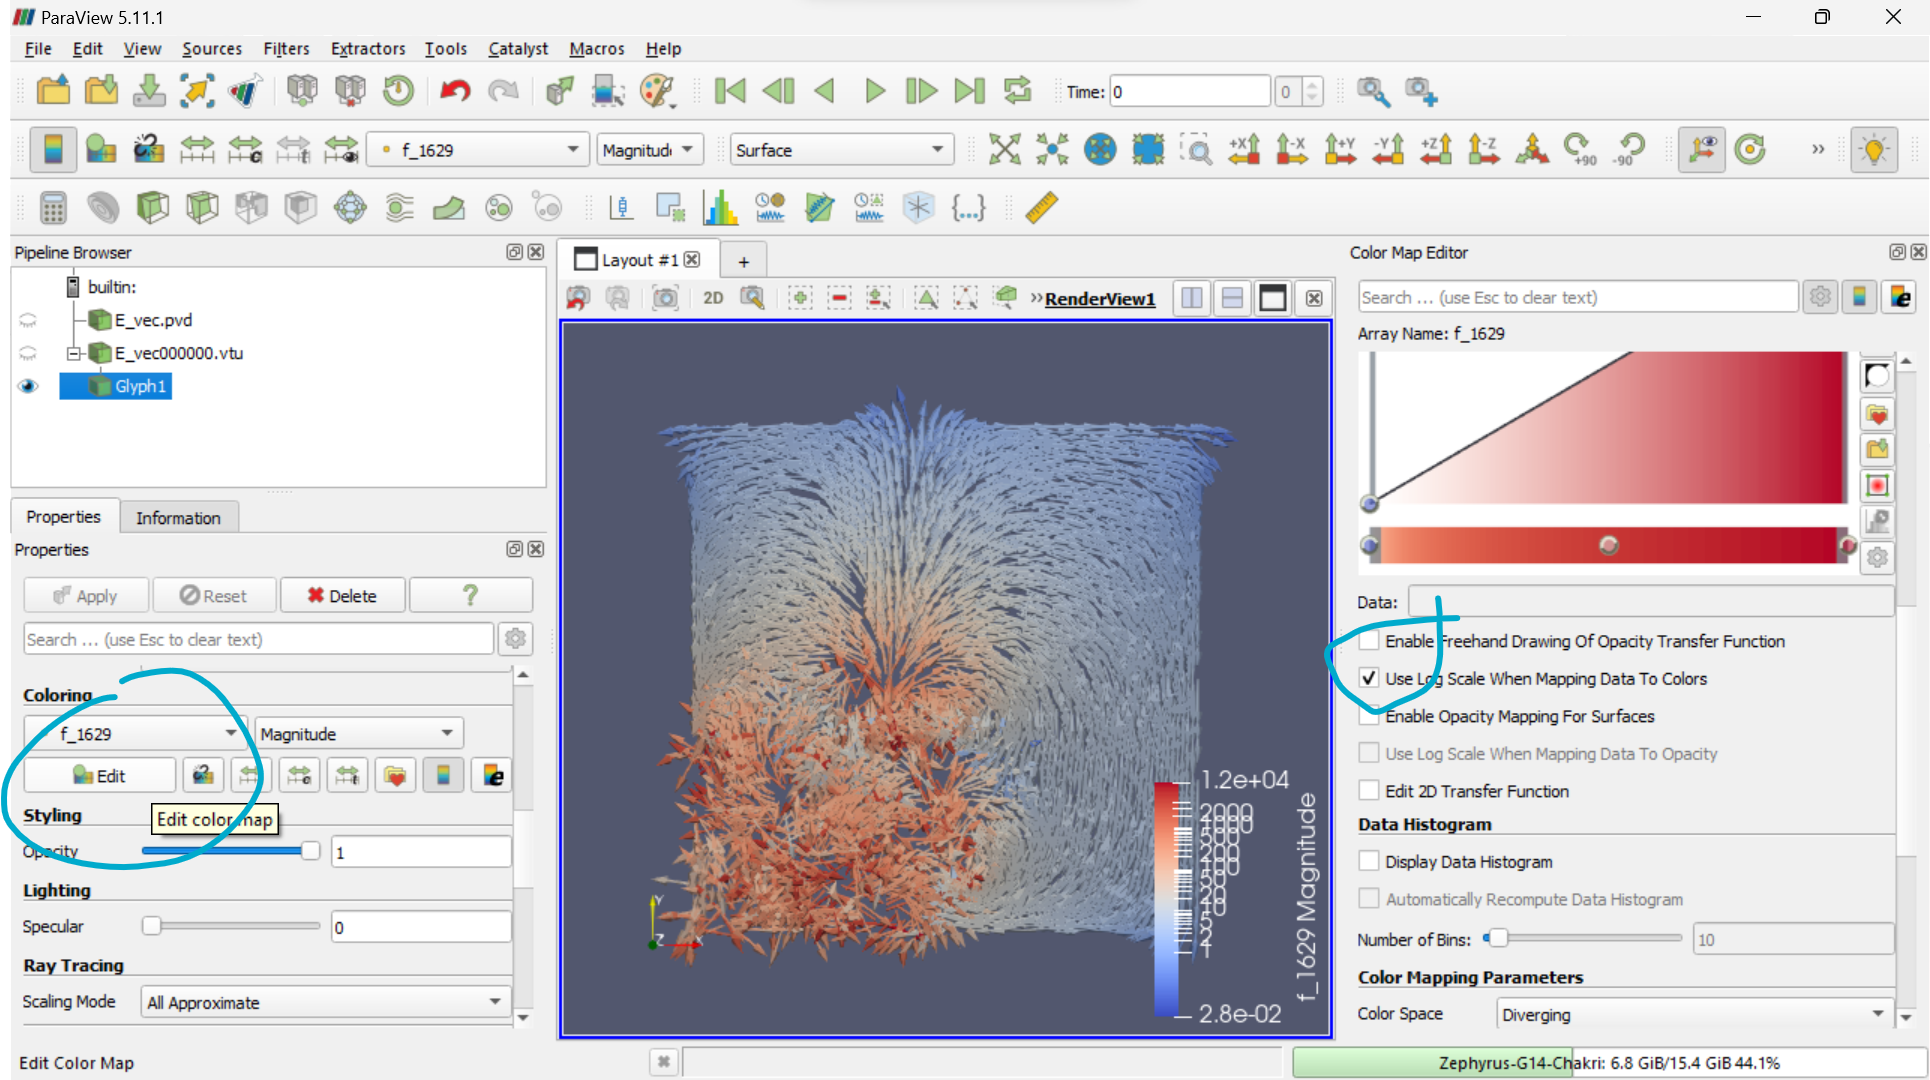 ParaView 5.11.1
File Edit View Sources Filters Extractors Tools Catalyst Macros Help
Time: 0 0
f_1629 Magnitud Surface +X -X +Y -Y +Z -Z +90 -90 »
Pipeline Browser
builtin:
E_vec.pvd
E_vec000000.vtu
Glyph1
Properties Information
Properties
Apply Reset Delete ?
Search ... (use Esc to clear text)
Coloring
f_1629 Magnitude
Edit
Styling
Edit color map
Opacity 1
Lighting
Specular 0
Ray Tracing
Scaling Mode All Approximate
Edit Color Map
Layout #1 +
2D » RenderView1
Y
Z X
1.2e+04
2000
200
20
5
2
1
2.8e-02
f_1629 Magnitude
Color Map Editor
Search ... (use Esc to clear text)
Array Name: f_1629
Data:
Enable Freehand Drawing Of Opacity Transfer Function
Use Log Scale When Mapping Data To Colors
Enable Opacity Mapping For Surfaces
Use Log Scale When Mapping Data To Opacity
Edit 2D Transfer Function
Data Histogram
Display Data Histogram
Automatically Recompute Data Histogram
Number of Bins: 10
Color Mapping Parameters
Color Space Diverging
Zephyrus-G14-Chakri: 6.8 GiB/15.4 GiB 44.1%